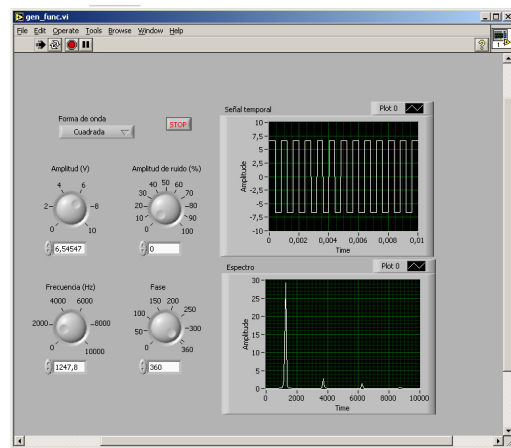 gen_func.vi
File Edit Operate Tools Browse Window Help
Forma de onda
Cuadrada
STOP
Amplitud (V)
0 2 4 6 8 10
6,54547
Amplitud de ruido (%)
0 10 20 30 40 50 60 70 80 90 100
0
Frecuencia (Hz)
0 2000 4000 6000 8000 10000
1247,8
Fase
0 50 100 150 200 250 300 360
360
Señal temporal
Plot 0
Amplitude
10
7,5
5
2,5
0
-2,5
-5
-7,5
-10
0 0,002 0,004 0,006 0,008 0,01
Time
Espectro
Plot 0
Amplitude
30
25
20
15
10
5
0
0 2000 4000 6000 8000 10000
Time